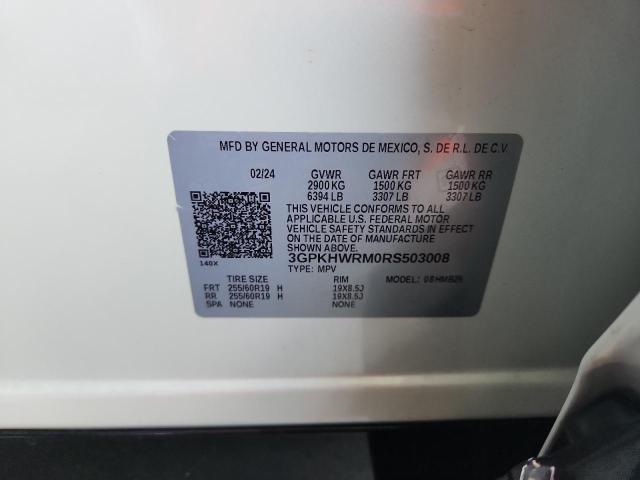 MFD BY GENERAL MOTORS DE MEXICO, S. DE R.L. DE C.V.
02/24 GVWR GAWR FRT GAWR RR
2900 KG 1500 KG 1500 KG
6394 LB 3307 LB 3307 LB
THIS VEHICLE CONFORMS TO ALL
APPLICABLE U.S. FEDERAL MOTOR
VEHICLE SAFETY STANDARDS IN
EFFECT ON THE DATE OF MANUFACTURE
SHOWN ABOVE.
3GPKHWRM0RS503008
140X TYPE: MPV
TIRE SIZE RIM MODEL: 08HMB26
FRT 255/60R19 H 19X8.5J
RR 255/60R19 H 19X8.5J
SPA NONE NONE